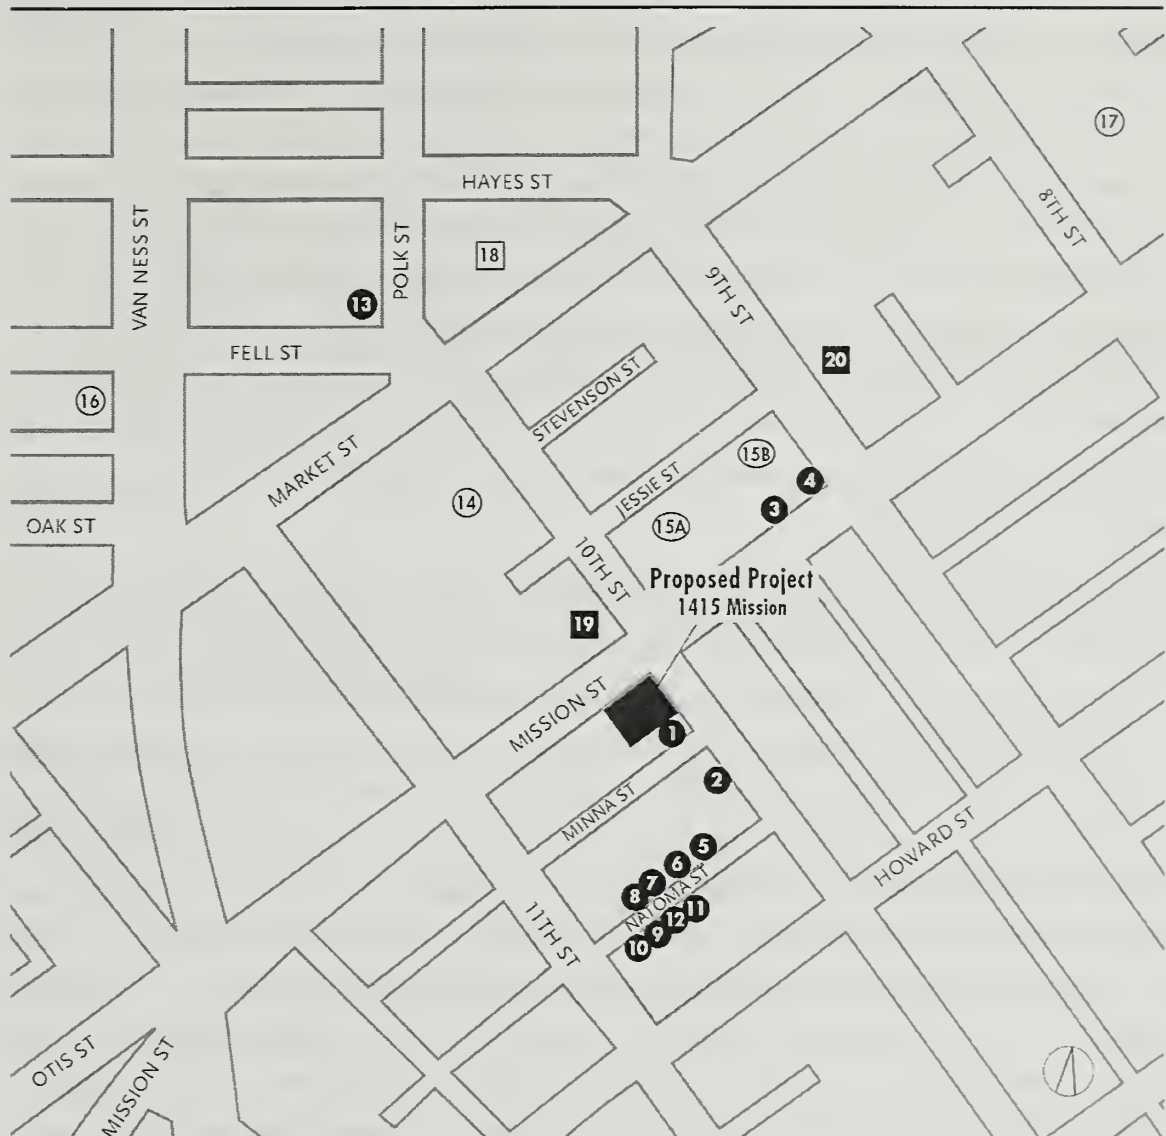 17
HAYES ST
8TH ST
VAN NESS ST
POLK ST
18
13
9TH ST
FELL ST
20
STEVENSON ST
16
MARKET ST
15B
JESSIE ST
4
14
3
OAK ST
15A
10TH ST
Proposed Project
1415 Mission
19
MISSION ST
1
2
MINNA ST
HOWARD ST
5
6
7
8
NATOMA ST
11
12
9
10
11TH ST
OTIS ST
MISSION ST